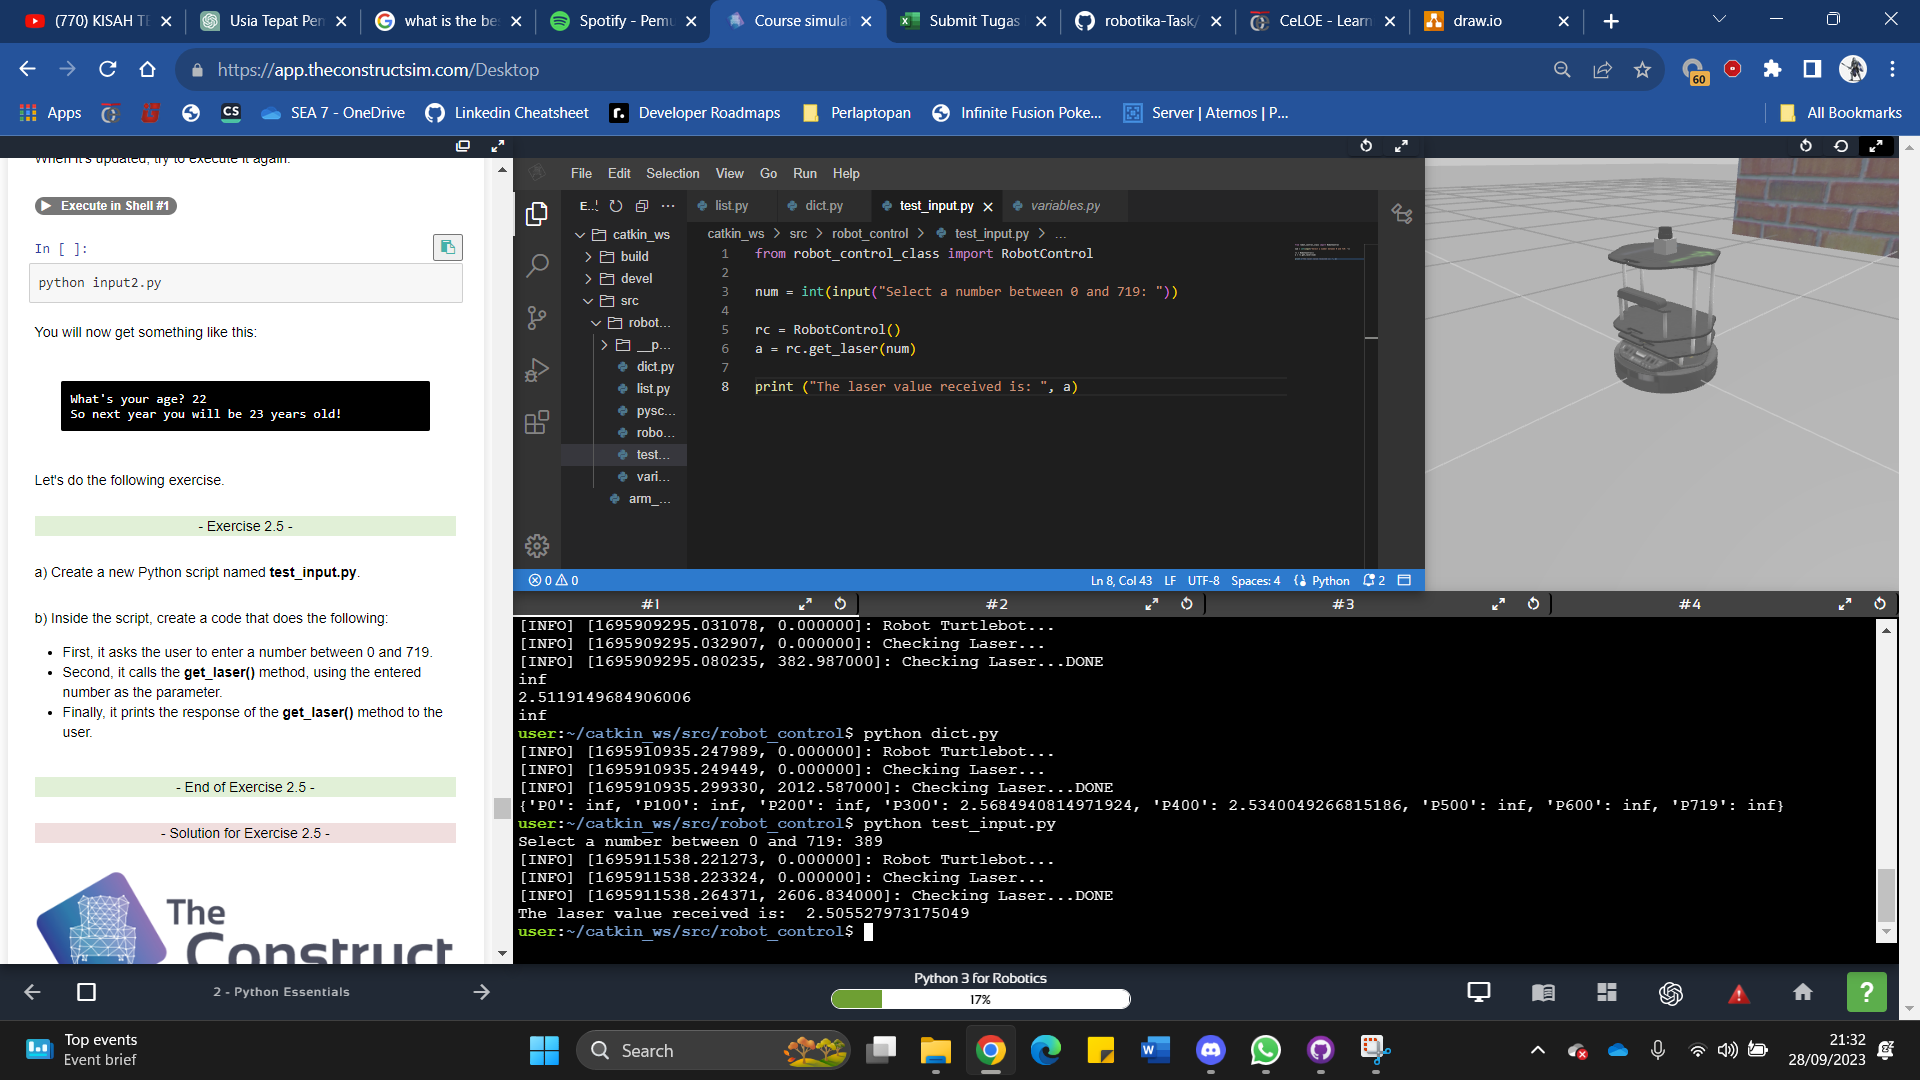 (770) KISAH TE
Usia Tepat Pen
what is the be
Spotify - Pemu
Course simulat
Submit Tugas
robotika-Task/
CeLOE - Learn
draw.io
https://app.theconstructsim.com/Desktop
60
Apps
CS
SEA 7 - OneDrive
Linkedin Cheatsheet
Developer Roadmaps
Perlaptopan
Infinite Fusion Poke...
Server | Aternos | P...
All Bookmarks
When it's updated, try to execute it again.
Execute in Shell #1
In [ ]:
python input2.py
You will now get something like this:
What's your age? 22
So next year you will be 23 years old!
Let's do the following exercise.
- Exercise 2.5 -
a) Create a new Python script named test_input.py.
b) Inside the script, create a code that does the following:
• First, it asks the user to enter a number between 0 and 719.
• Second, it calls the get_laser() method, using the entered
number as the parameter.
• Finally, it prints the response of the get_laser() method to the
user.
- End of Exercise 2.5 -
- Solution for Exercise 2.5 -
The
Construct
File Edit Selection View Go Run Help
E...
catkin_ws
build
devel
src
robot...
__p...
dict.py
list.py
pysc...
robo...
test...
vari...
arm_...
list.py
dict.py
test_input.py
variables.py
catkin_ws > src > robot_control > test_input.py > ...
1 from robot_control_class import RobotControl
2
3 num = int(input("Select a number between 0 and 719: "))
4
5 rc = RobotControl()
6 a = rc.get_laser(num)
7
8 print ("The laser value received is: ", a)
0 0
Ln 8, Col 43 LF UTF-8 Spaces: 4 Python 2
#1
#2
#3
#4
[INFO] [1695909295.031078, 0.000000]: Robot Turtlebot...
[INFO] [1695909295.032907, 0.000000]: Checking Laser...
[INFO] [1695909295.080235, 382.987000]: Checking Laser...DONE
inf
2.5119149684906006
inf
user:~/catkin_ws/src/robot_control$ python dict.py
[INFO] [1695910935.247989, 0.000000]: Robot Turtlebot...
[INFO] [1695910935.249449, 0.000000]: Checking Laser...
[INFO] [1695910935.299330, 2012.587000]: Checking Laser...DONE
{'P0': inf, 'P100': inf, 'P200': inf, 'P300': 2.5684940814971924, 'P400': 2.5340049266815186, 'P500': inf, 'P600': inf, 'P719': inf}
user:~/catkin_ws/src/robot_control$ python test_input.py
Select a number between 0 and 719: 389
[INFO] [1695911538.221273, 0.000000]: Robot Turtlebot...
[INFO] [1695911538.223324, 0.000000]: Checking Laser...
[INFO] [1695911538.264371, 2606.834000]: Checking Laser...DONE
The laser value received is:  2.505527973175049
user:~/catkin_ws/src/robot_control$
2 - Python Essentials
Python 3 for Robotics
17%
?
Top events
Event brief
Search
21:32
28/09/2023